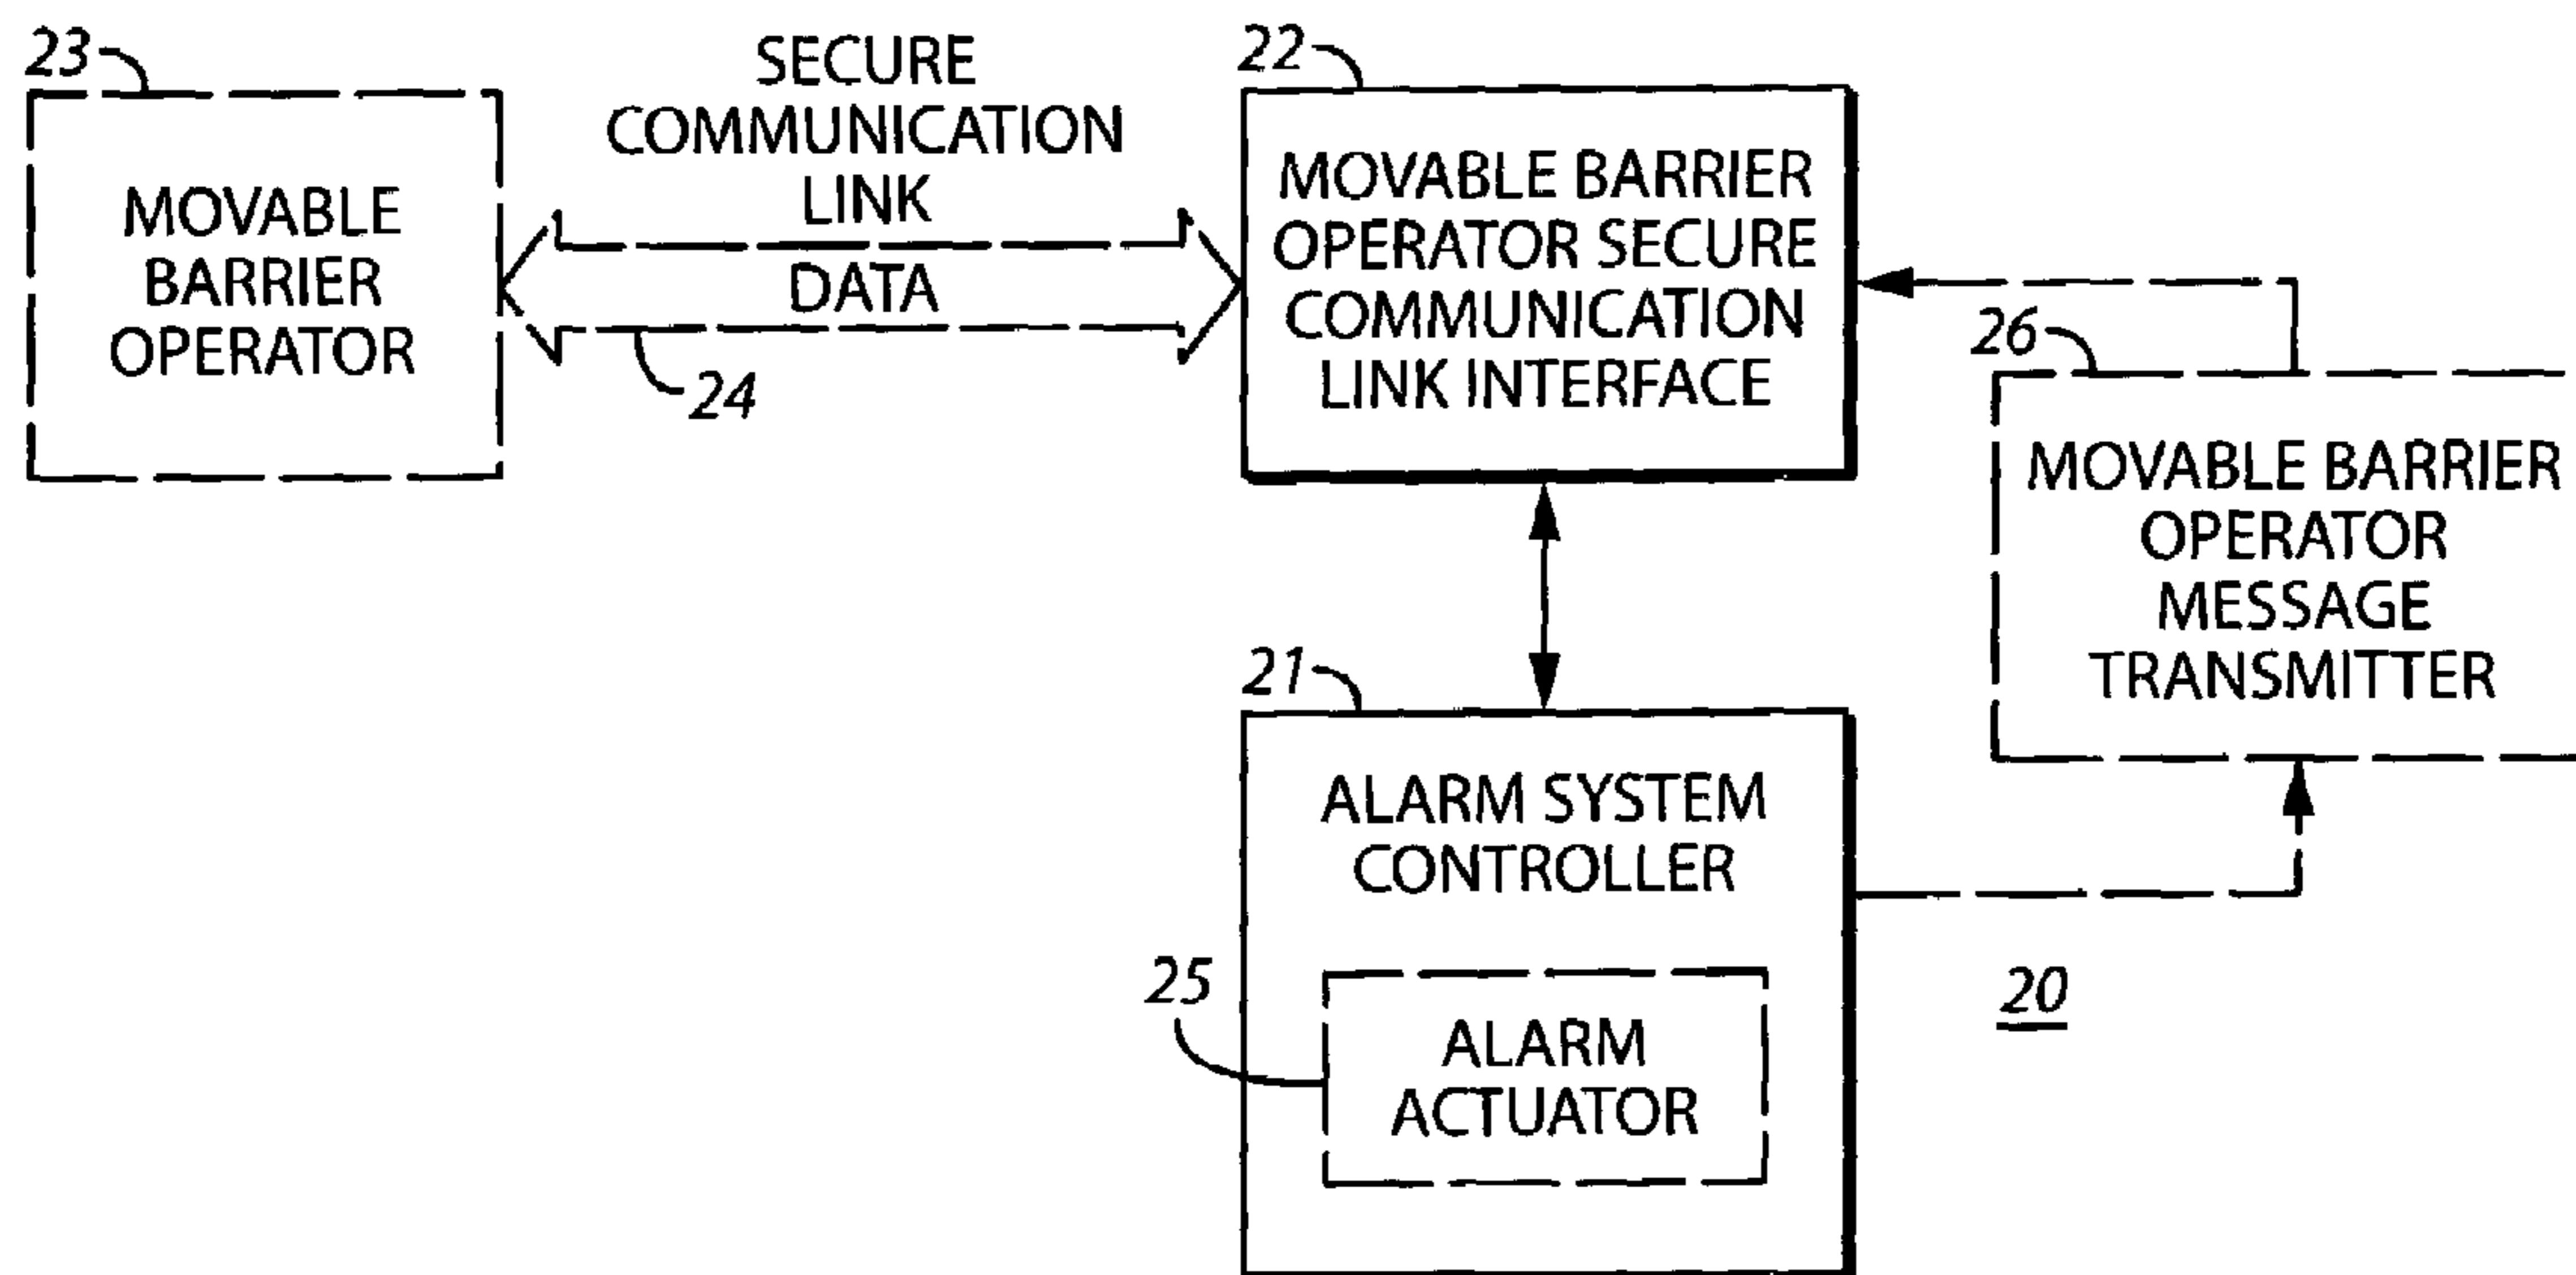 23
MOVABLE
BARRIER
OPERATOR
SECURE
COMMUNICATION
LINK
DATA
24
22
MOVABLE BARRIER
OPERATOR SECURE
COMMUNICATION
LINK INTERFACE
26
MOVABLE BARRIER
OPERATOR
MESSAGE
TRANSMITTER
21
ALARM SYSTEM
CONTROLLER
25
ALARM
ACTUATOR
20